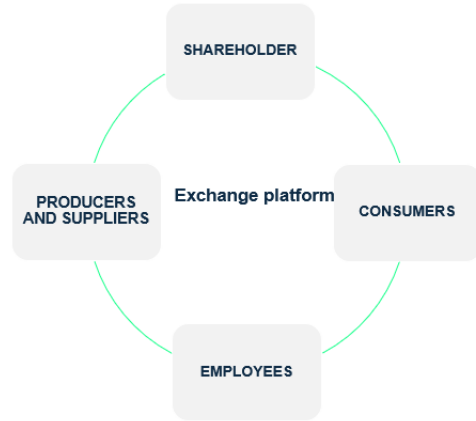 SHAREHOLDER
PRODUCERS
AND SUPPLIERS
Exchange platform
CONSUMERS
EMPLOYEES